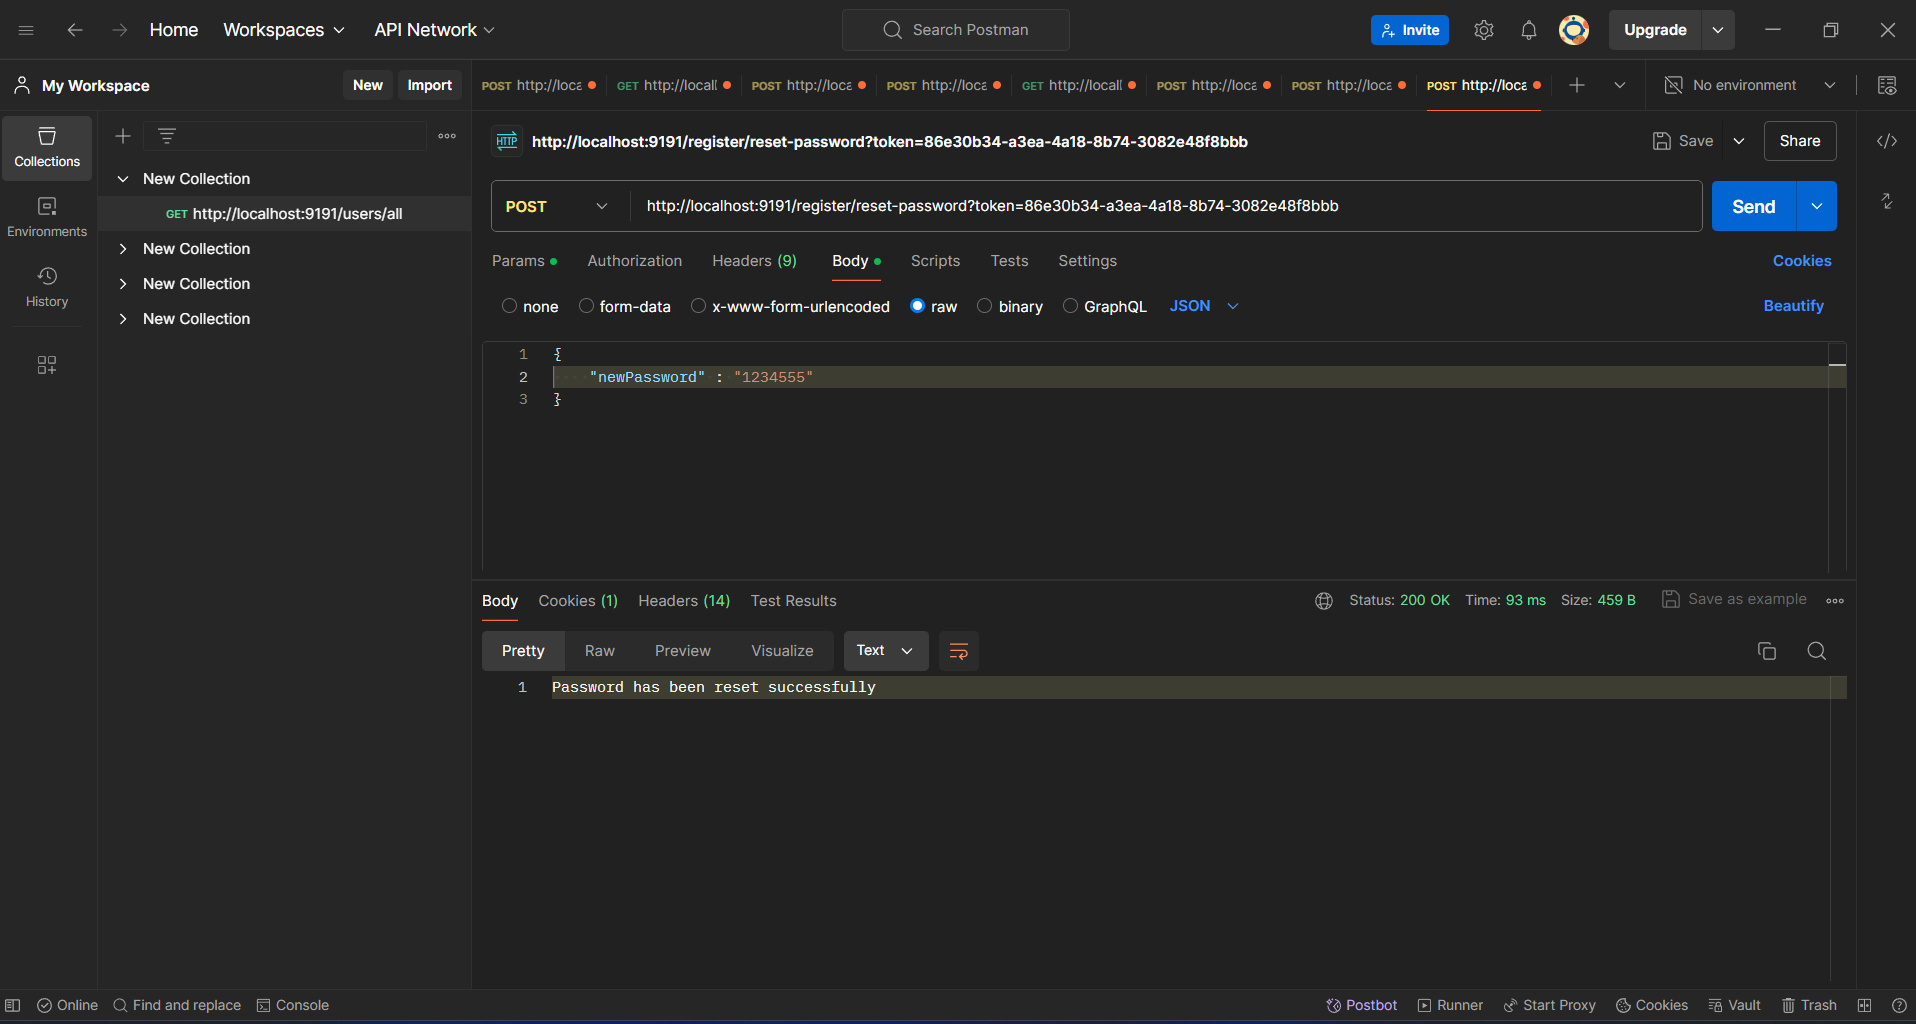 Home Workspaces API Network Search Postman Invite Upgrade
My Workspace New Import POST http://loca GET http://locall POST http://loca POST http://loca GET http://locall POST http://loca POST http://loca POST http://loca No environment
Collections
Environments
History
New Collection
GET http://localhost:9191/users/all
New Collection
New Collection
New Collection
HTTP http://localhost:9191/register/reset-password?token=86e30b34-a3ea-4a18-8b74-3082e48f8bbb Save Share
POST http://localhost:9191/register/reset-password?token=86e30b34-a3ea-4a18-8b74-3082e48f8bbb Send
Params Authorization Headers (9) Body Scripts Tests Settings Cookies
none form-data x-www-form-urlencoded raw binary GraphQL JSON Beautify
1 {
2 "newPassword" : "1234555"
3 }
Body Cookies (1) Headers (14) Test Results Status: 200 OK Time: 93 ms Size: 459 B Save as example
Pretty Raw Preview Visualize Text
1 Password has been reset successfully
Online Find and replace Console Postbot Runner Start Proxy Cookies Vault Trash